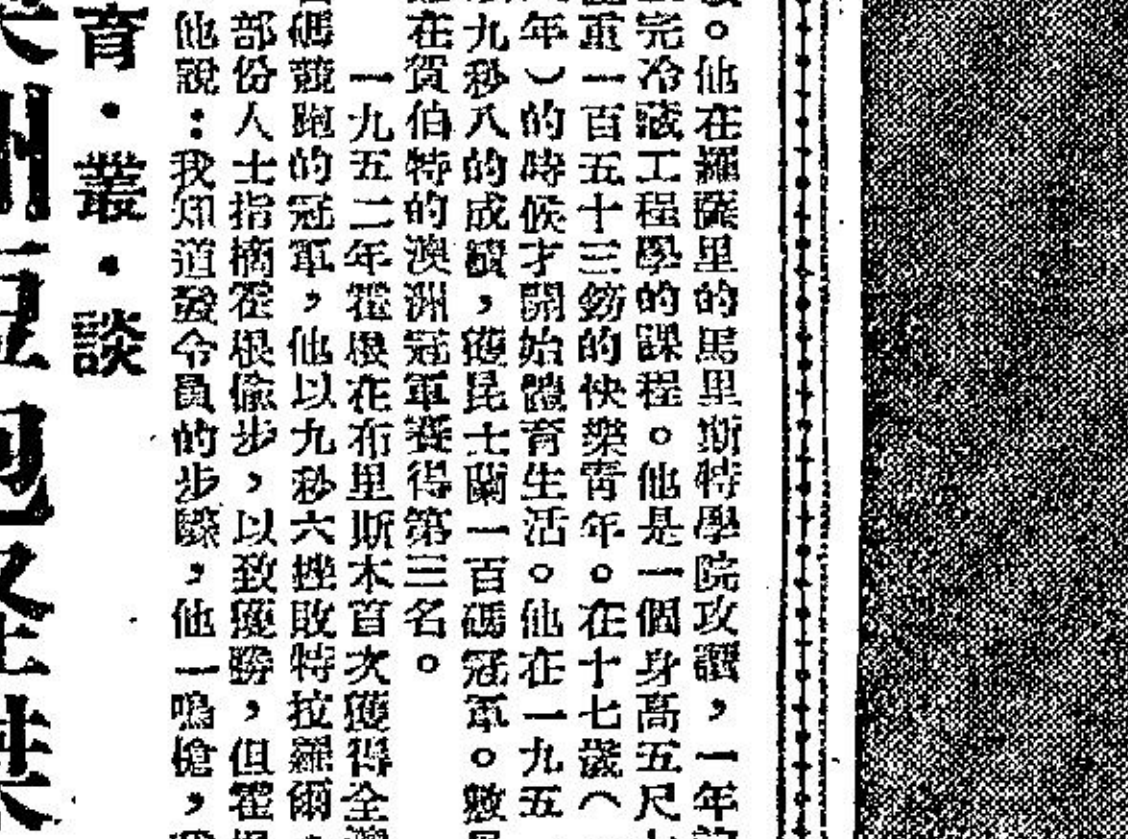 。他在羅薩里的馬里斯特學院攻讀，一年
完冷藏工程學的課程。他是一個身高五尺
重一百五十三鎊的快樂青年。在十七歲（一
年）的時候才開始體育生活。他在一九五
九秒八的成績，獲昆士蘭一百碼冠軍。數
在賀伯特的澳洲冠軍賽得第三名。
一九五二年霍根在布里斯本首次獲得全
碼競跑的冠軍，他以九秒六挫敗特拉羅爾
部份人士指摘霍根偷步，以致獲勝，但霍
他說：我知道發令員的步驟，他一鳴槍，
育·叢·談
洲短跑